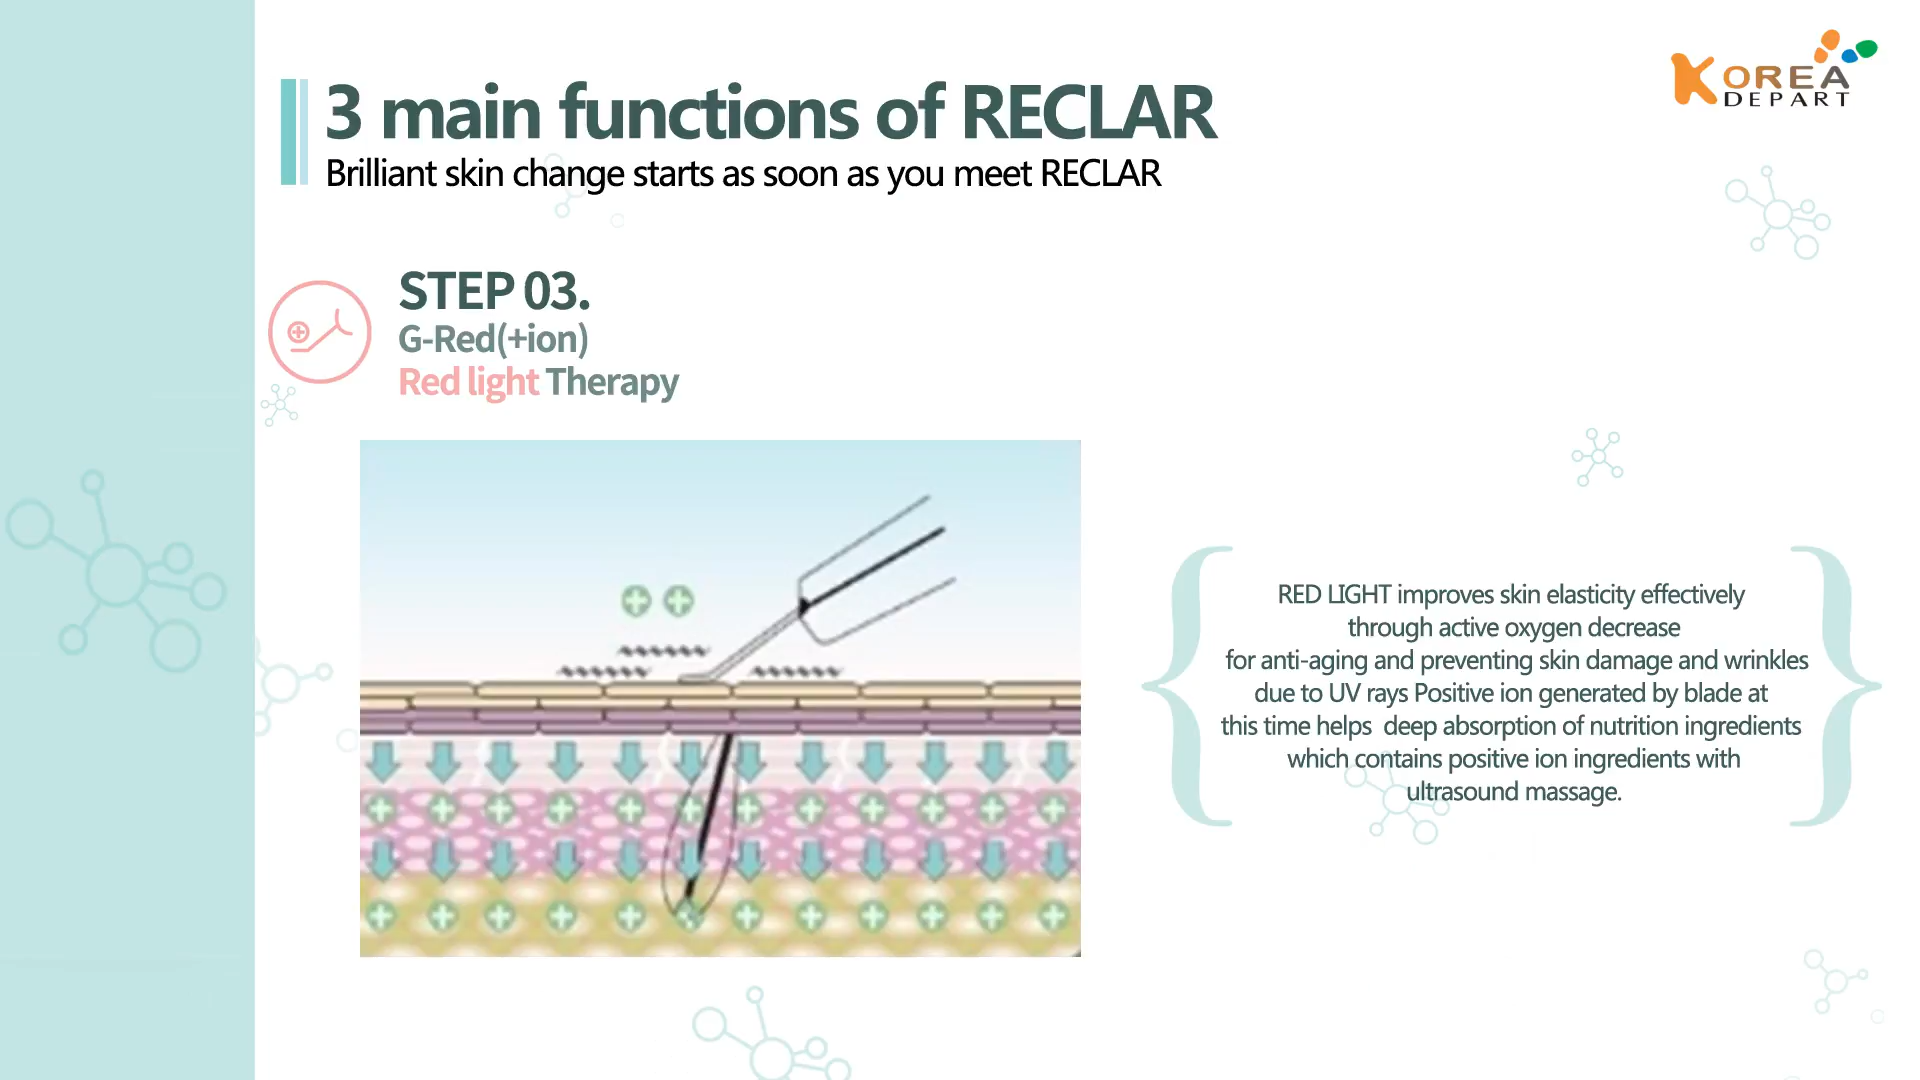 KOREA
DEPART
3 main functions of RECLAR
Brilliant skin change starts as soon as you meet RECLAR
STEP 03.
G-Red(+ion)
Red light Therapy
RED LIGHT improves skin elasticity effectively
through active oxygen decrease
for anti-aging and preventing skin damage and wrinkles
due to UV rays Positive ion generated by blade at
this time helps  deep absorption of nutrition ingredients
which contains positive ion ingredients with
ultrasound massage.